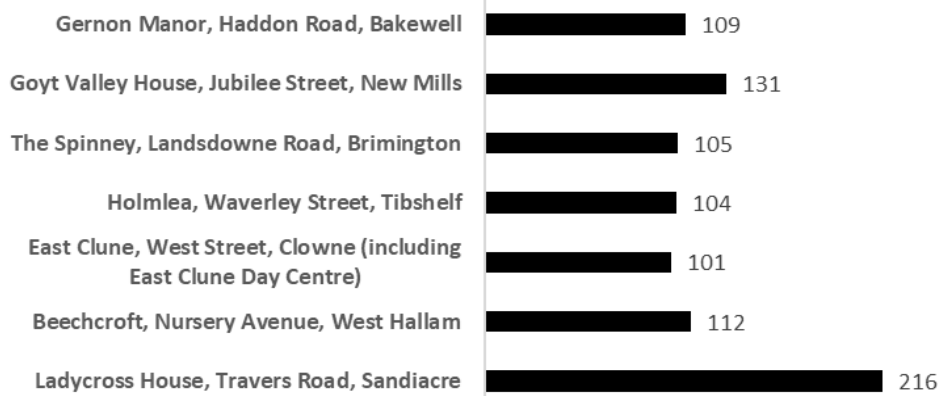 Gernon Manor, Haddon Road, Bakewell 109
Goyt Valley House, Jubilee Street, New Mills 131
The Spinney, Landsdowne Road, Brimington 105
Holmlea, Waverley Street, Tibshelf 104
East Clune, West Street, Clowne (including
East Clune Day Centre) 101
Beechcroft, Nursery Avenue, West Hallam 112
Ladycross House, Travers Road, Sandiacre 216